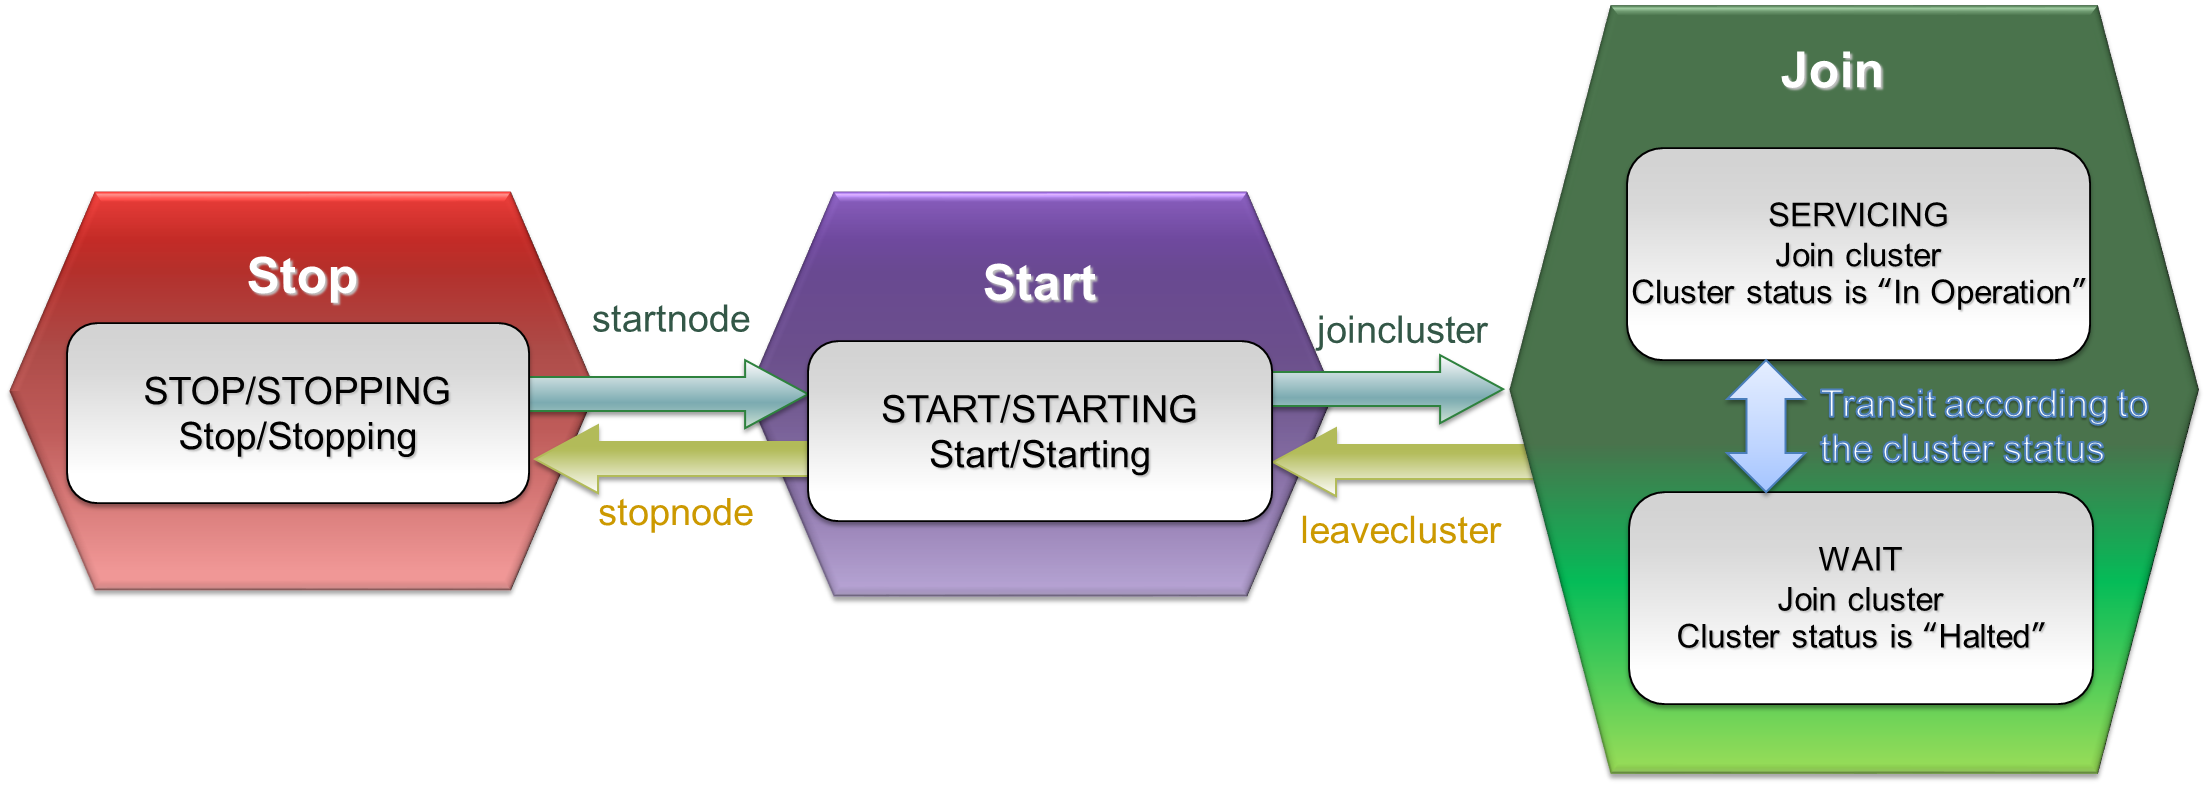 Stop
STOP/STOPPING
Stop/Stopping
startnode
stopnode
Start
START/STARTING
Start/Starting
joincluster
leavecluster
Join
SERVICING
Join cluster
Cluster status is “In Operation”
Transit according to
the cluster status
WAIT
Join cluster
Cluster status is “Halted”